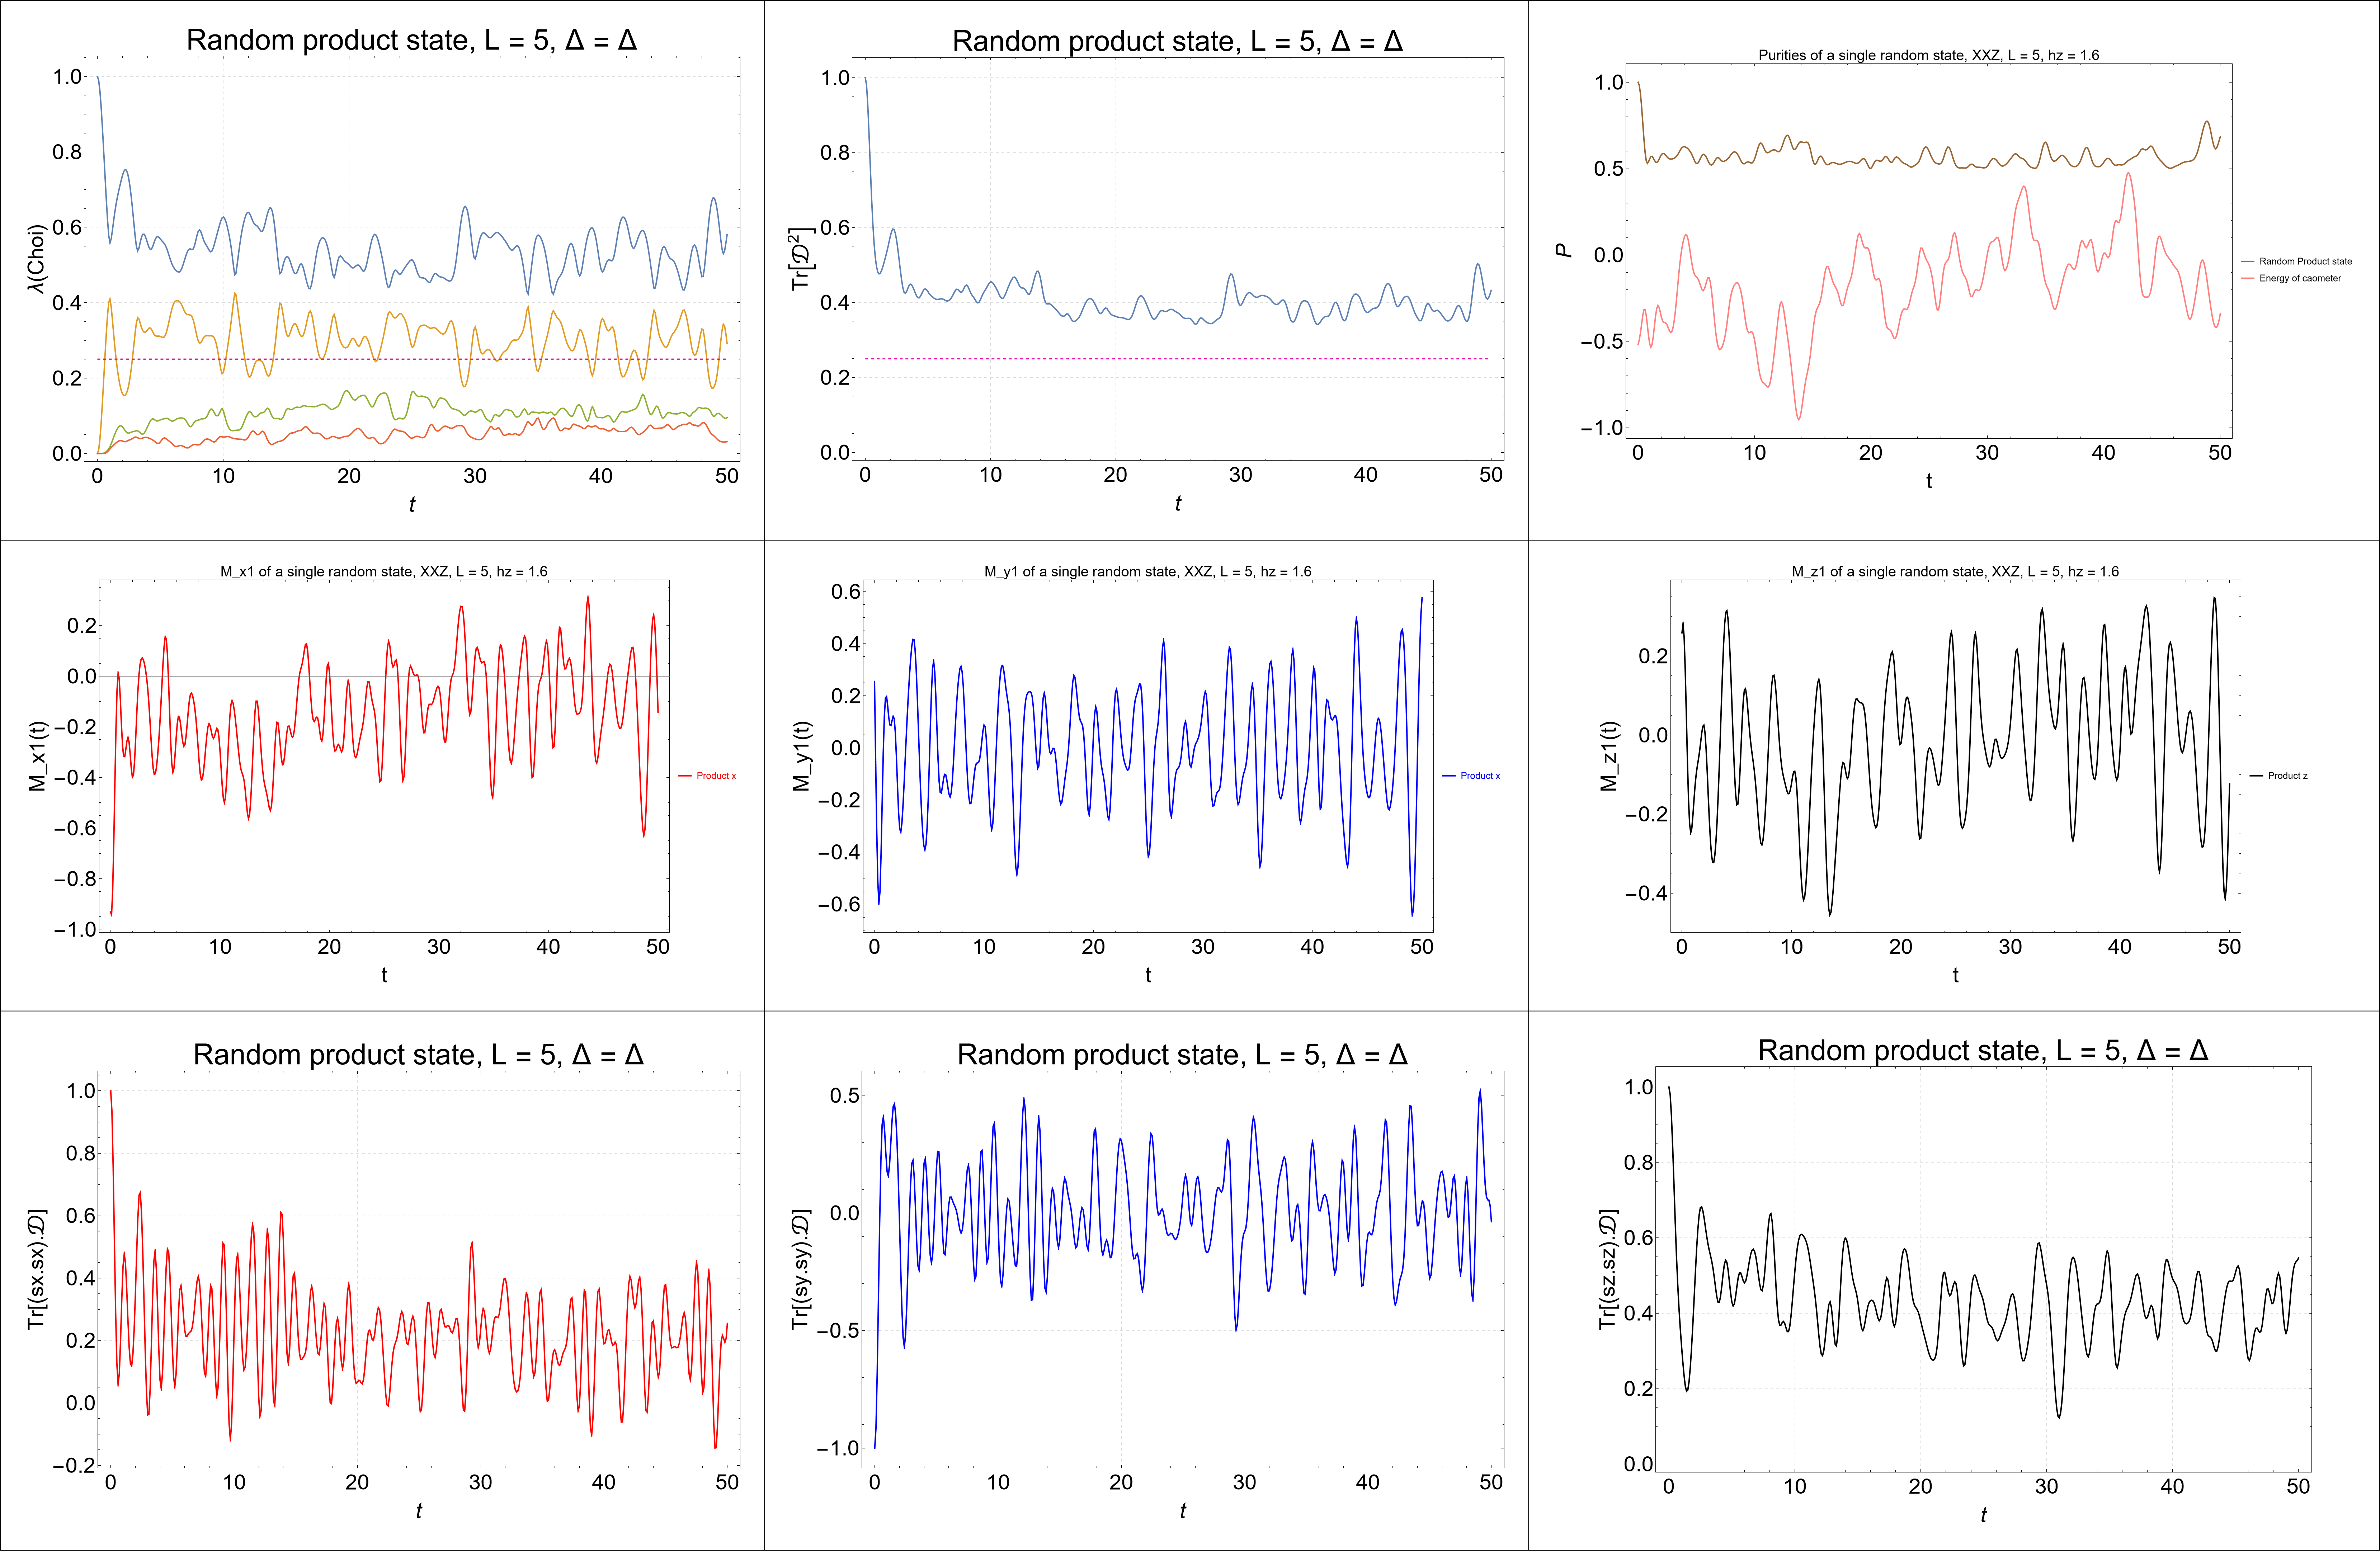 Random product state, L = 5, Δ = Δ
1.0
0.8
0.6
0.4
0.2
0.0
λ(Choi)
0 10 20 30 40 50
t
Random product state, L = 5, Δ = Δ
1.0
0.8
0.6
0.4
0.2
0.0
Tr[𝒟²]
0 10 20 30 40 50
t
Purities of a single random state, XXZ, L = 5, hz = 1.6
1.0
0.5
0.0
−0.5
−1.0
P
0 10 20 30 40 50
t
Random Product state
Energy of caometer
M_x1 of a single random state, XXZ, L = 5, hz = 1.6
0.2
0.0
−0.2
−0.4
−0.6
−0.8
−1.0
M_x1(t)
0 10 20 30 40 50
t
Product x
M_y1 of a single random state, XXZ, L = 5, hz = 1.6
0.6
0.4
0.2
0.0
−0.2
−0.4
−0.6
M_y1(t)
0 10 20 30 40 50
t
Product x
M_z1 of a single random state, XXZ, L = 5, hz = 1.6
0.2
0.0
−0.2
−0.4
M_z1(t)
0 10 20 30 40 50
t
Product z
Random product state, L = 5, Δ = Δ
1.0
0.8
0.6
0.4
0.2
0.0
−0.2
Tr[(sx.sx).𝒟]
0 10 20 30 40 50
t
Random product state, L = 5, Δ = Δ
0.5
0.0
−0.5
−1.0
Tr[(sy.sy).𝒟]
0 10 20 30 40 50
t
Random product state, L = 5, Δ = Δ
1.0
0.8
0.6
0.4
0.2
0.0
Tr[(sz.sz).𝒟]
0 10 20 30 40 50
t